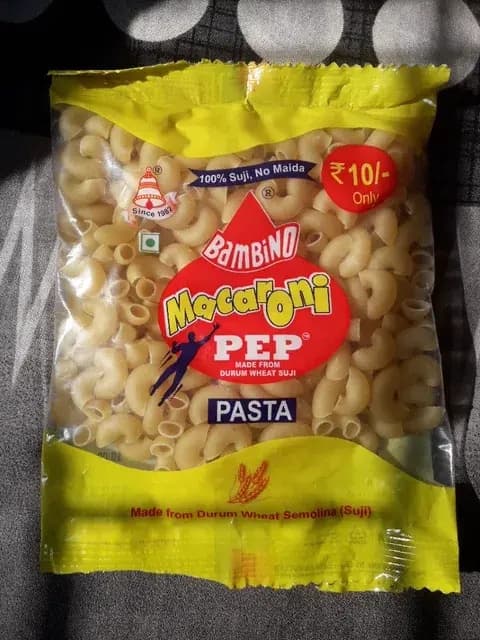 100% Suji, No Maida
₹ 10/-
Only
®
Since 1982
®
BAMBINO
Macaroni
PEP
MADE FROM
DURUM WHEAT SUJI
PASTA
Made from Durum Wheat Semolina (Suji)